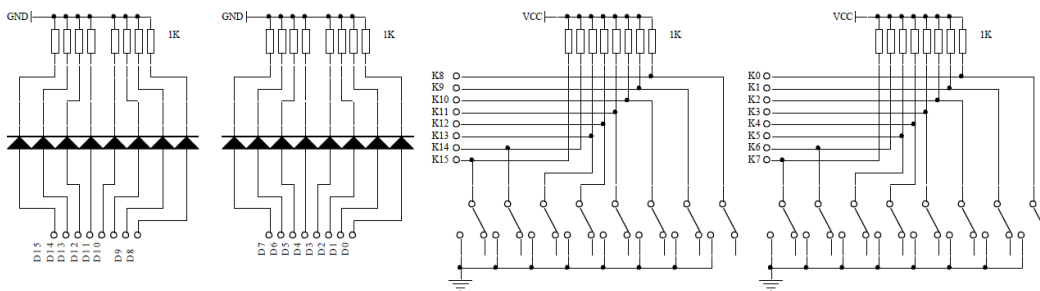 GND
1K
D15
D14
D13
D12
D11
D10
D9
D8
GND
1K
D7
D6
D5
D4
D3
D2
D1
D0
VCC
1K
K8
K9
K10
K11
K12
K13
K14
K15
VCC
1K
K0
K1
K2
K3
K4
K5
K6
K7